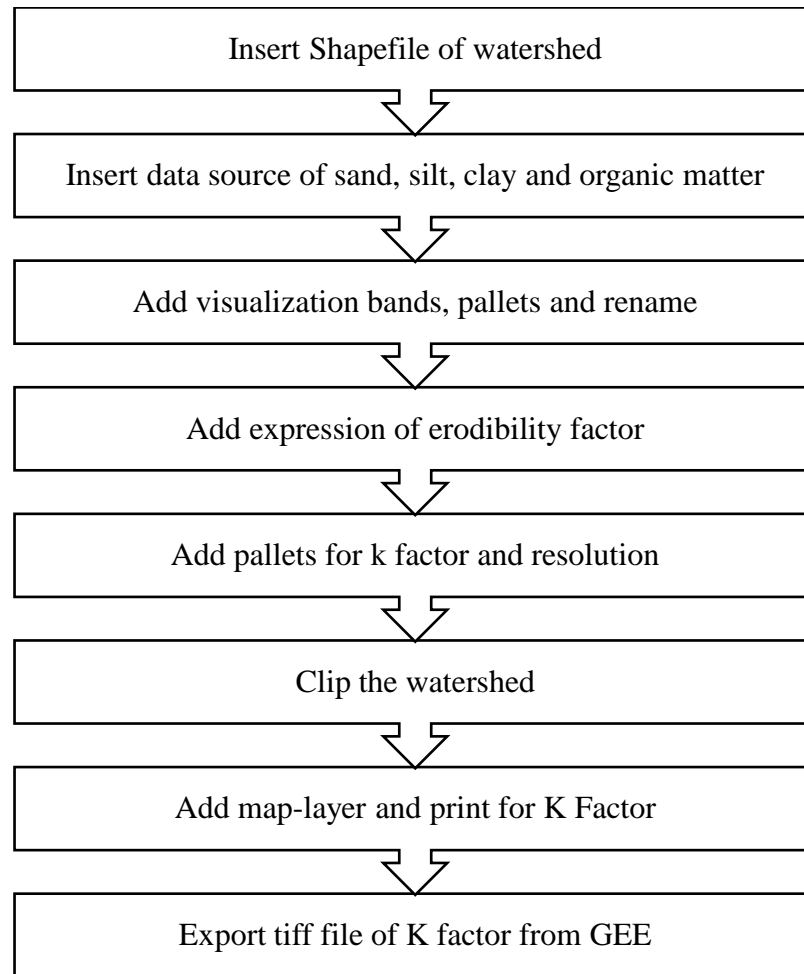 Insert Shapefile of watershed
Insert data source of sand, silt, clay and organic matter
Add visualization bands, pallets and rename
Add expression of erodibility factor
Add pallets for k factor and resolution
Clip the watershed
Add map-layer and print for K Factor
Export tiff file of K factor from GEE